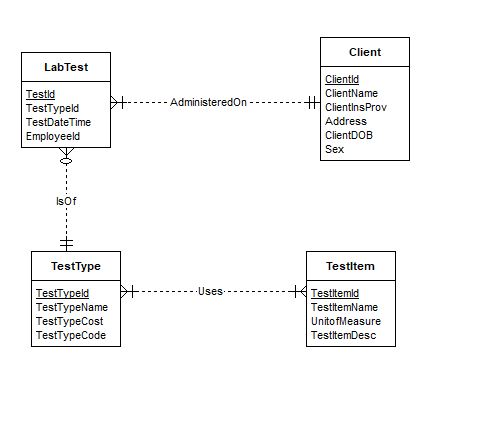 LabTest
TestId
TestTypeId
TestDateTime
EmployeeId
AdministeredOn
Client
ClientId
ClientName
ClientInsProv
Address
ClientDOB
Sex
IsOf
TestType
TestTypeId
TestTypeName
TestTypeCost
TestTypeCode
Uses
TestItem
TestItemId
TestItemName
UnitofMeasure
TestItemDesc